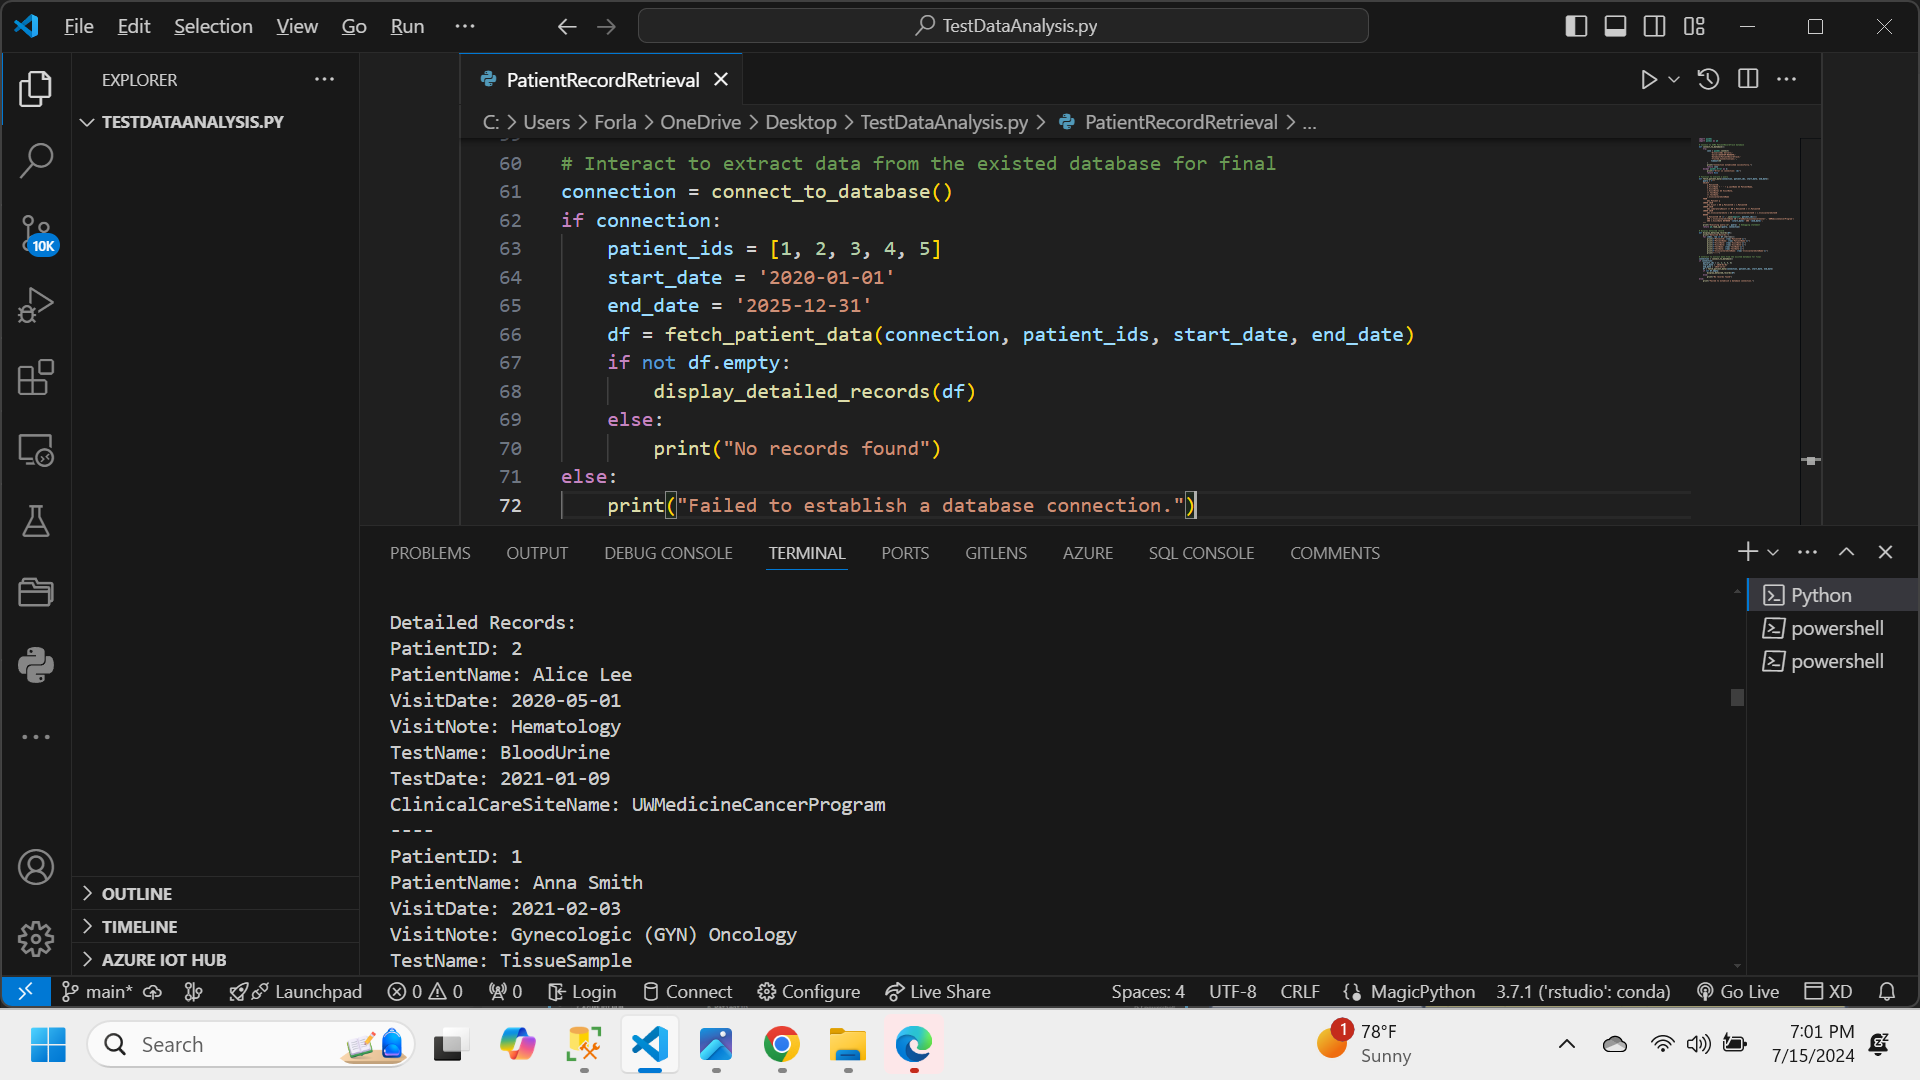 File Edit Selection View Go Run ···
TestDataAnalysis.py
EXPLORER
TESTDATAANALYSIS.PY
PatientRecordRetrieval
C: > Users > Forla > OneDrive > Desktop > TestDataAnalysis.py > PatientRecordRetrieval > ...
60 # Interact to extract data from the existed database for final
61 connection = connect_to_database()
62 if connection:
63 patient_ids = [1, 2, 3, 4, 5]
64 start_date = '2020-01-01'
65 end_date = '2025-12-31'
66 df = fetch_patient_data(connection, patient_ids, start_date, end_date)
67 if not df.empty:
68 display_detailed_records(df)
69 else:
70 print("No records found")
71 else:
72 print("Failed to establish a database connection.")
10K
PROBLEMS OUTPUT DEBUG CONSOLE TERMINAL PORTS GITLENS AZURE SQL CONSOLE COMMENTS
Python
powershell
powershell
Detailed Records:
PatientID: 2
PatientName: Alice Lee
VisitDate: 2020-05-01
VisitNote: Hematology
TestName: BloodUrine
TestDate: 2021-01-09
ClinicalCareSiteName: UWMedicineCancerProgram
----
PatientID: 1
PatientName: Anna Smith
VisitDate: 2021-02-03
VisitNote: Gynecologic (GYN) Oncology
TestName: TissueSample
OUTLINE
TIMELINE
AZURE IOT HUB
main* Launchpad 0 0 0 Login Connect Configure Live Share Spaces: 4 UTF-8 CRLF MagicPython 3.7.1 ('rstudio': conda) Go Live XD
Search
1
78°F
Sunny
7:01 PM
7/15/2024